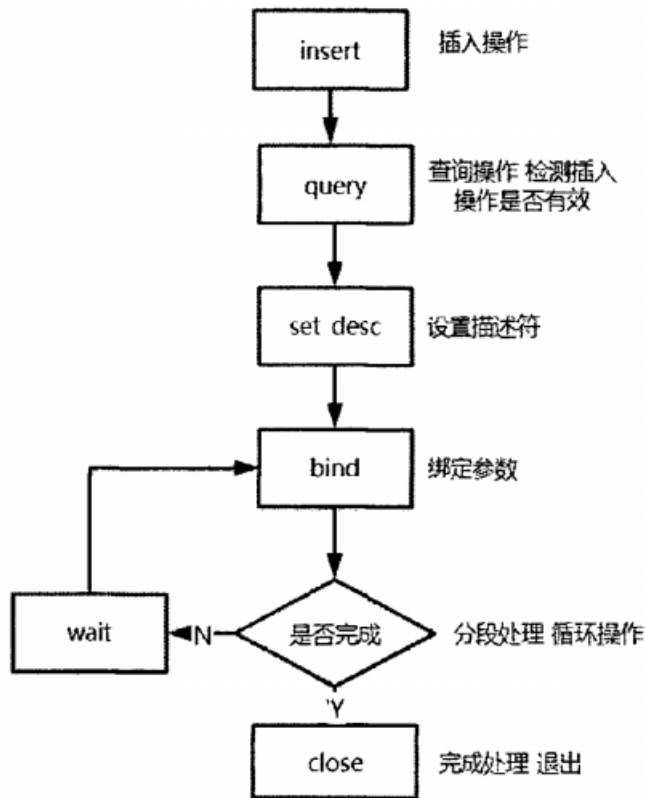 insert
插入操作
query
查询操作 检测插入
操作是否有效
set desc
设置描述符
bind
绑定参数
wait
N
是否完成
分段处理 循环操作
Y
close
完成处理 退出